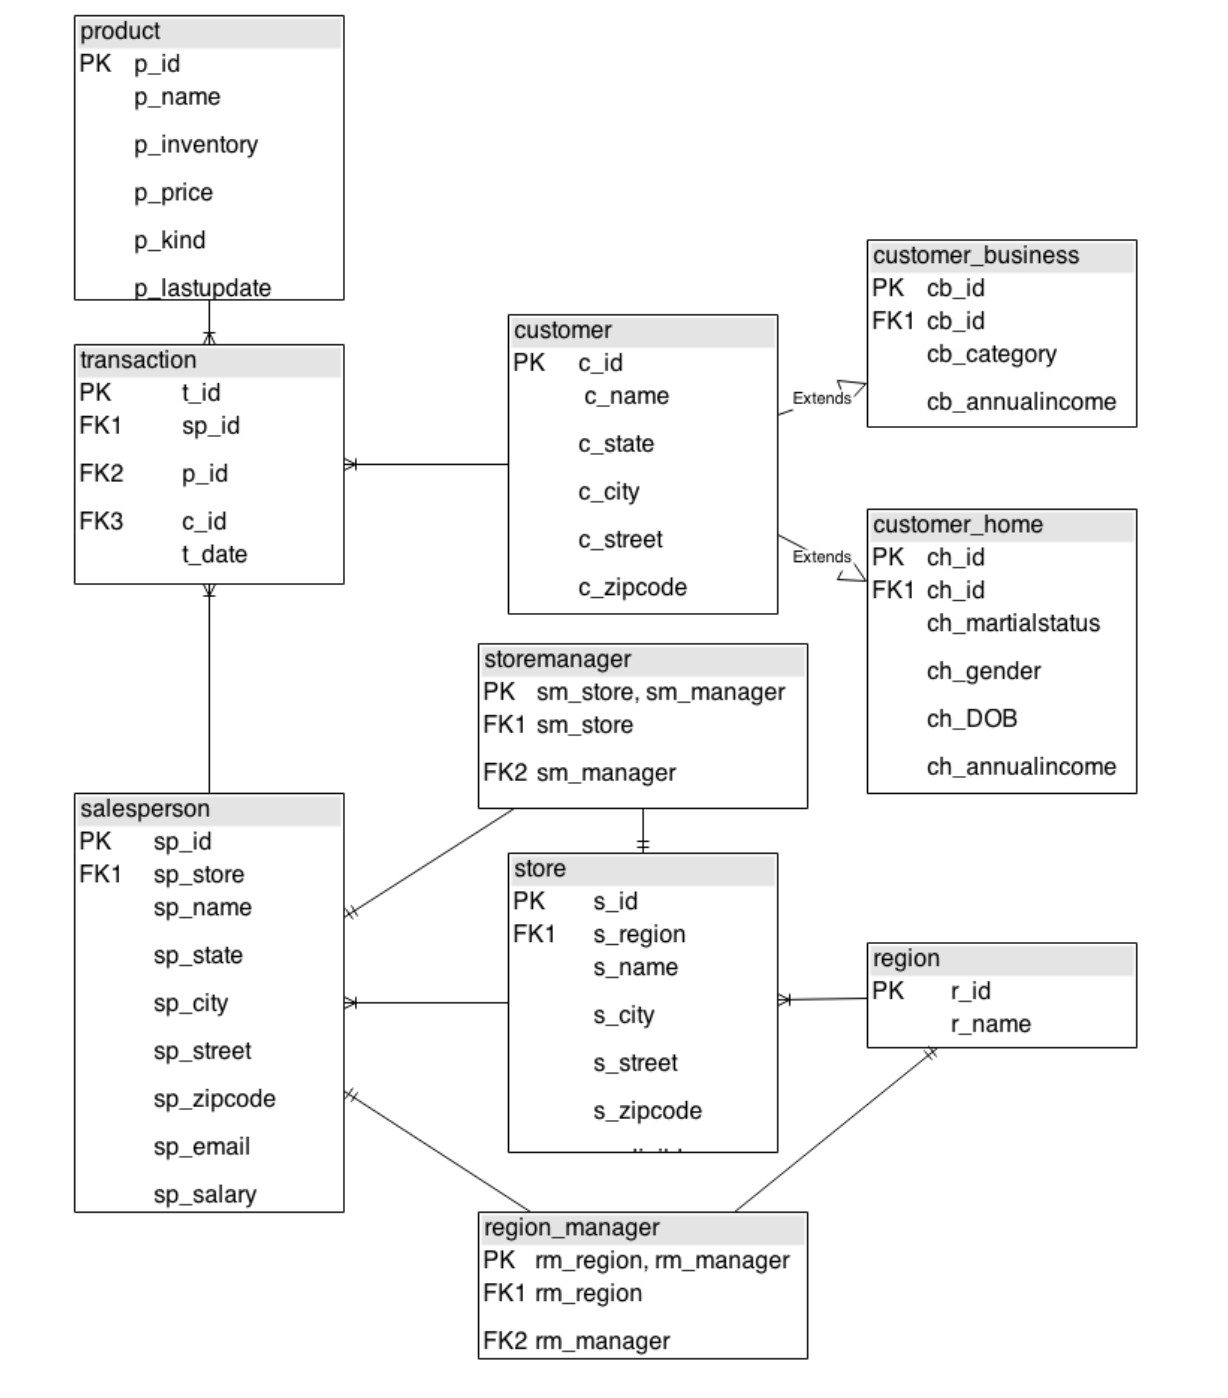 product
PK p_id
p_name
p_inventory
p_price
p_kind
p_lastupdate
transaction
PK t_id
FK1 sp_id
FK2 p_id
FK3 c_id
t_date
customer
PK c_id
c_name
c_state
c_city
c_street
c_zipcode
Extends
Extends
customer_business
PK cb_id
FK1 cb_id
cb_category
cb_annualincome
customer_home
PK ch_id
FK1 ch_id
ch_martialstatus
ch_gender
ch_DOB
ch_annualincome
storemanager
PK sm_store, sm_manager
FK1 sm_store
FK2 sm_manager
salesperson
PK sp_id
FK1 sp_store
sp_name
sp_state
sp_city
sp_street
sp_zipcode
sp_email
sp_salary
store
PK s_id
FK1 s_region
s_name
s_city
s_street
s_zipcode
region
PK r_id
r_name
region_manager
PK rm_region, rm_manager
FK1 rm_region
FK2 rm_manager